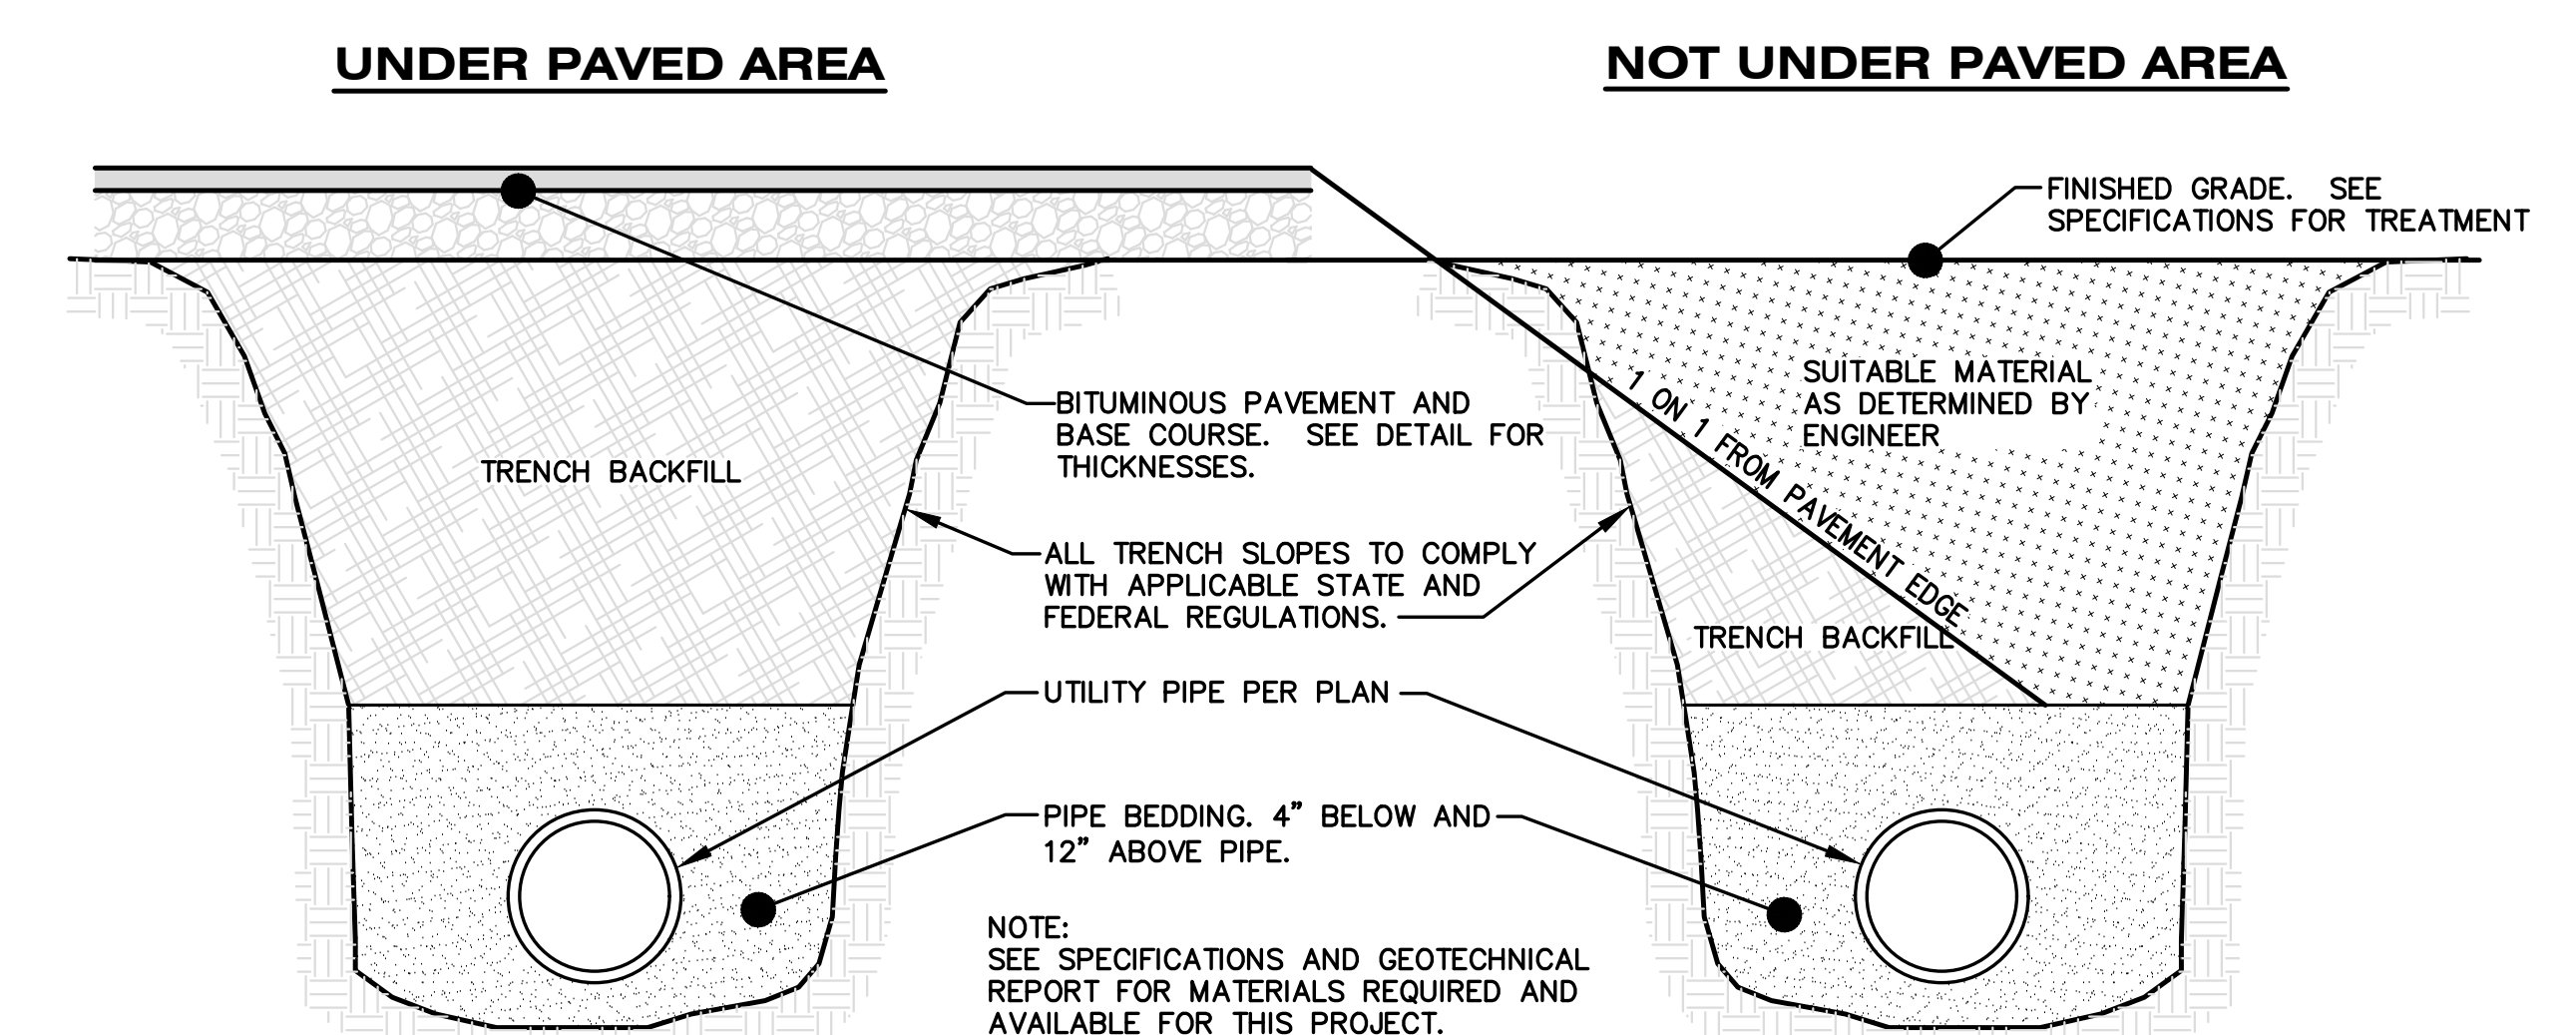 UNDER PAVED AREA
NOT UNDER PAVED AREA
FINISHED GRADE. SEE
SPECIFICATIONS FOR TREATMENT
BITUMINOUS PAVEMENT AND
BASE COURSE. SEE DETAIL FOR
THICKNESSES.
SUITABLE MATERIAL
AS DETERMINED BY
ENGINEER
1 ON 1 FROM PAVEMENT EDGE
TRENCH BACKFILL
ALL TRENCH SLOPES TO COMPLY
WITH APPLICABLE STATE AND
FEDERAL REGULATIONS.
TRENCH BACKFILL
UTILITY PIPE PER PLAN
PIPE BEDDING. 4” BELOW AND
12” ABOVE PIPE.
NOTE:
SEE SPECIFICATIONS AND GEOTECHNICAL
REPORT FOR MATERIALS REQUIRED AND
AVAILABLE FOR THIS PROJECT.